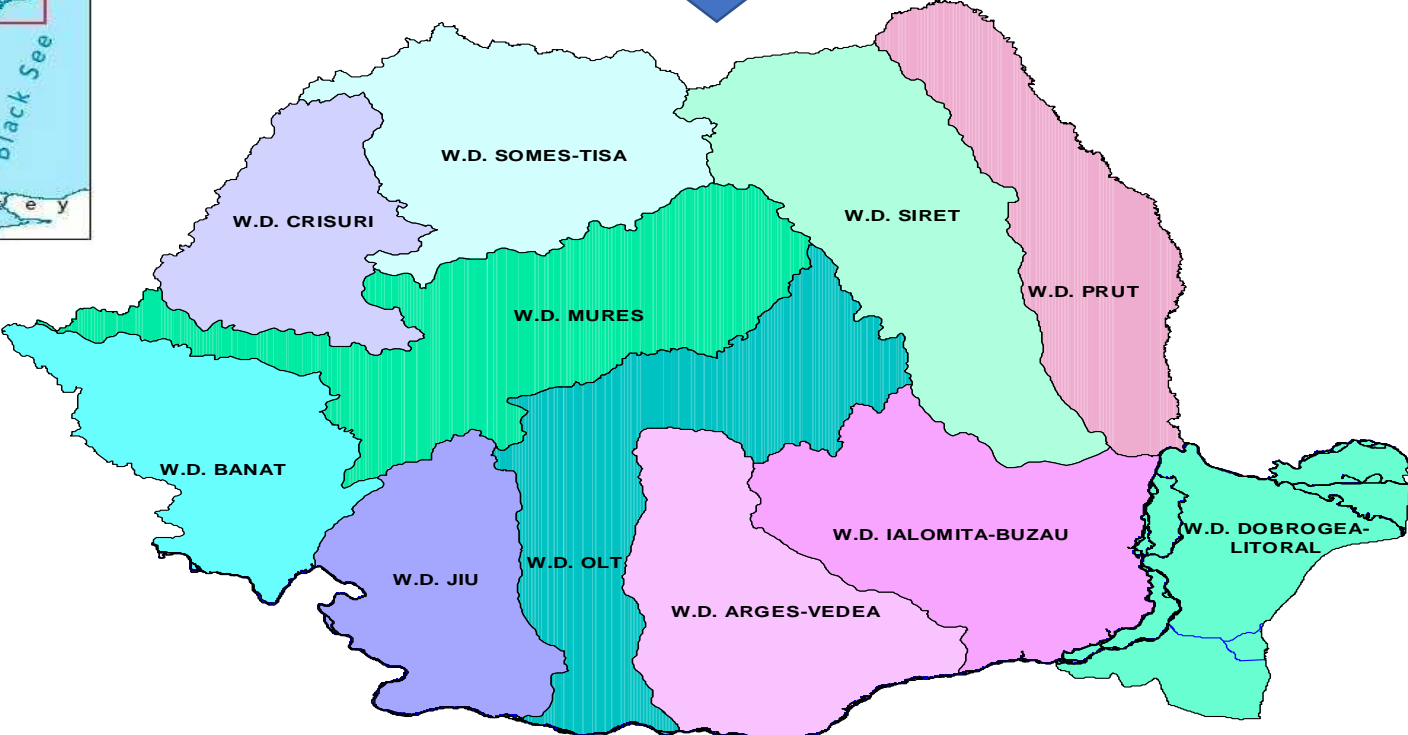 Black See
e y
W.D. SOMES-TISA
W.D. CRISURI
W.D. SIRET
W.D. PRUT
W.D. MURES
W.D. BANAT
W.D. DOBROGEA-
LITORAL
W.D. IALOMITA-BUZAU
W.D. OLT
W.D. JIU
W.D. ARGES-VEDEA